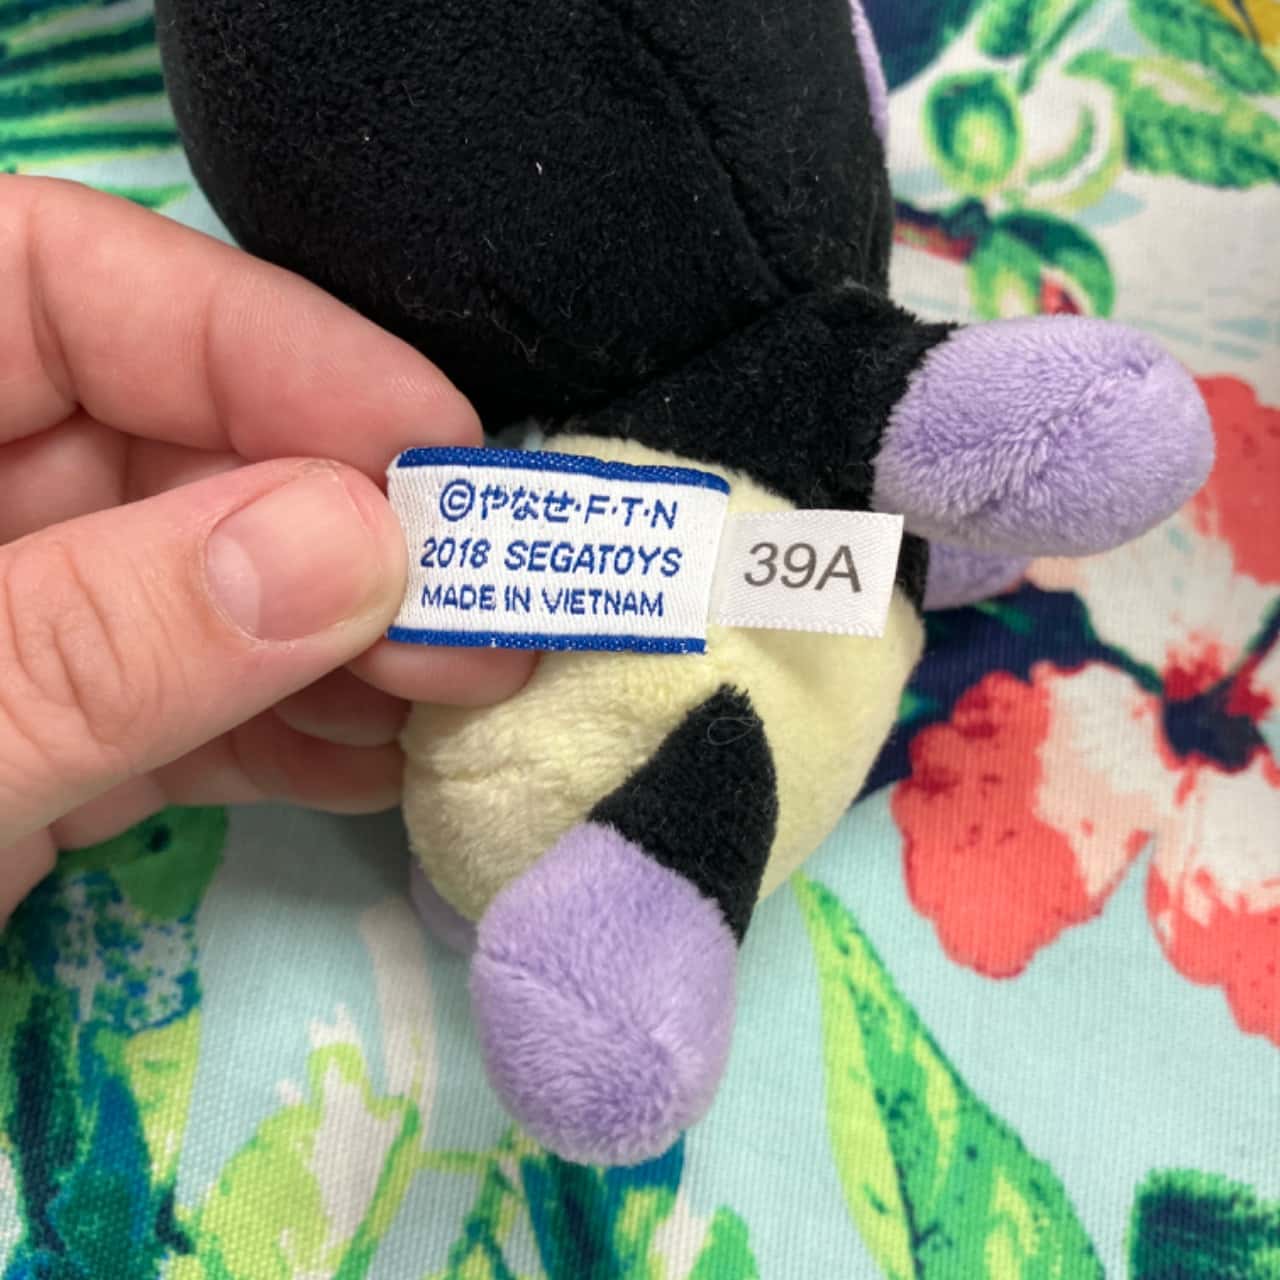 ©やなせ・F・T・N
2018 SEGATOYS
MADE IN VIETNAM
39A